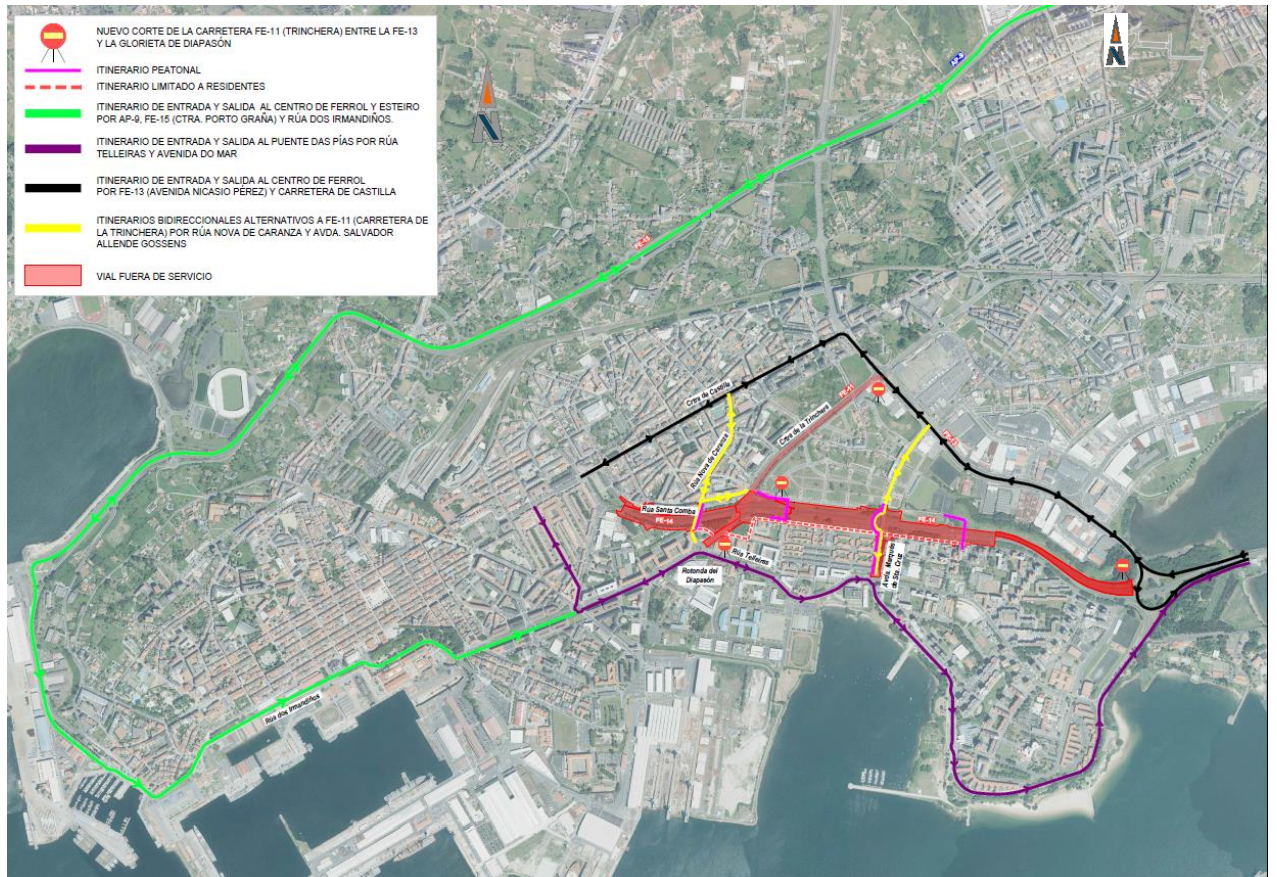 NUEVO CORTE DE LA CARRETERA FE-11 (TRINCHERA) ENTRE LA FE-13
Y LA GLORIETA DE DIAPASÓN
ITINERARIO PEATONAL
ITINERARIO LIMITADO A RESIDENTES
ITINERARIO DE ENTRADA Y SALIDA AL CENTRO DE FERROL Y ESTEIRO
POR AP-9, FE-15 (CTRA. PORTO GRAÑA) Y RÚA DOS IRMANDIÑOS.
ITINERARIO DE ENTRADA Y SALIDA AL PUENTE DAS PÍAS POR RÚA
TELLEIRAS Y AVENIDA DO MAR
ITINERARIO DE ENTRADA Y SALIDA AL CENTRO DE FERROL
POR FE-13 (AVENIDA NICASIO PÉREZ) Y CARRETERA DE CASTILLA
ITINERARIOS BIDIRECCIONALES ALTERNATIVOS A FE-11 (CARRETERA DE
LA TRINCHERA) POR RÚA NOVA DE CARANZA Y AVDA. SALVADOR
ALLENDE GOSSENS
VIAL FUERA DE SERVICIO
N
N
AP-9
Crtra de Castilla
FE-11
Crtra de la Trinchera
Rúa Nova de Caranza
Rúa Santa Comba
FE-14
FE-14
Rúa Telleiras
Rotonda del
Diapasón
Avda. Marqués
de Sta. Cruz
Rúa dos Irmandiños